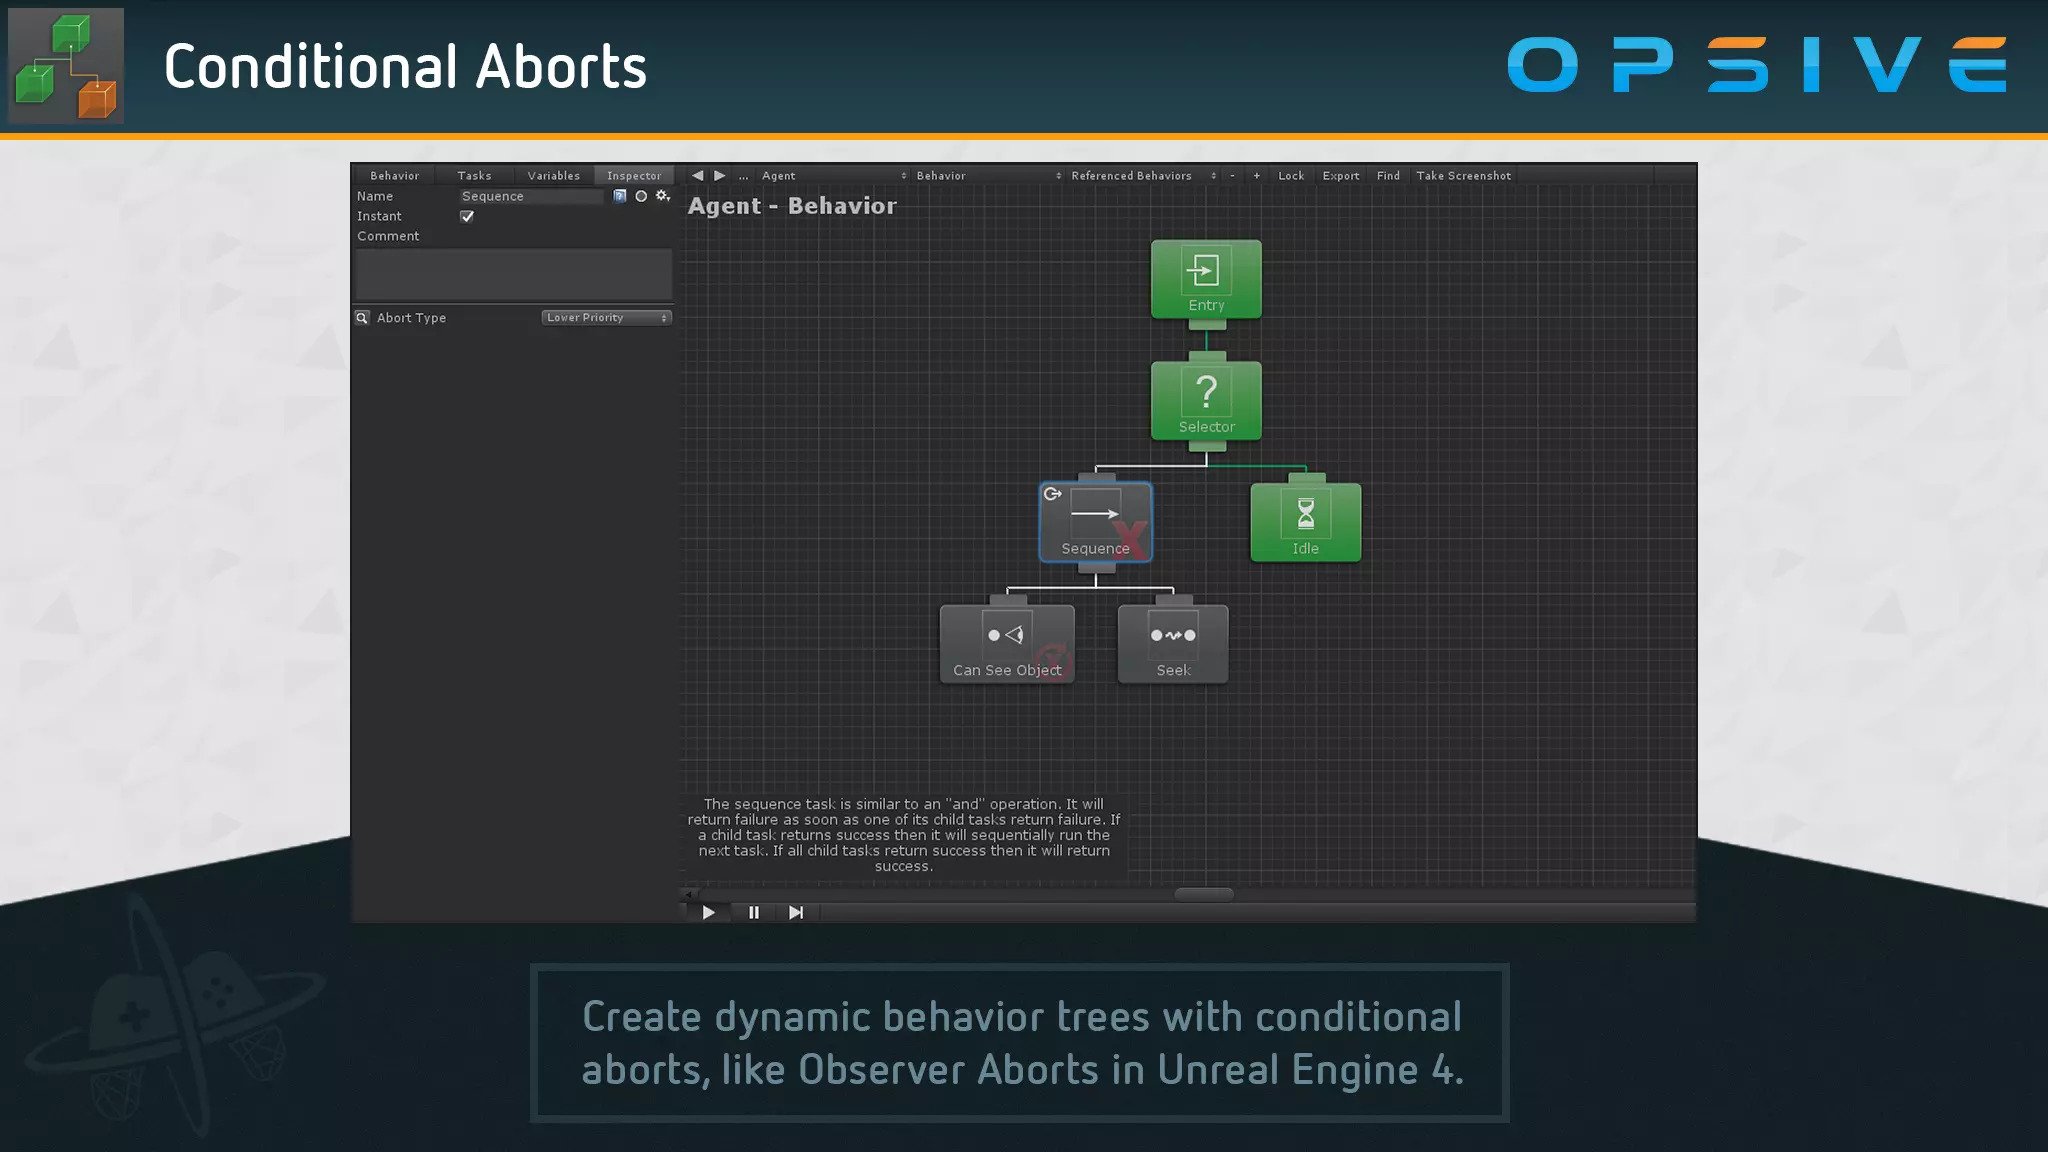 Conditional Aborts
OPSIVE
Behavior Tasks Variables Inspector
Name Sequence
Instant
Comment
Abort Type Lower Priority
... Agent Behavior Referenced Behaviors - + Lock Export Find Take Screenshot
Agent - Behavior
Entry
?
Selector
Sequence
Idle
Can See Object
Seek
The sequence task is similar to an "and" operation. It will
return failure as soon as one of its child tasks return failure. If
a child task returns success then it will sequentially run the
next task. If all child tasks return success then it will return
success.
Create dynamic behavior trees with conditional
aborts, like Observer Aborts in Unreal Engine 4.